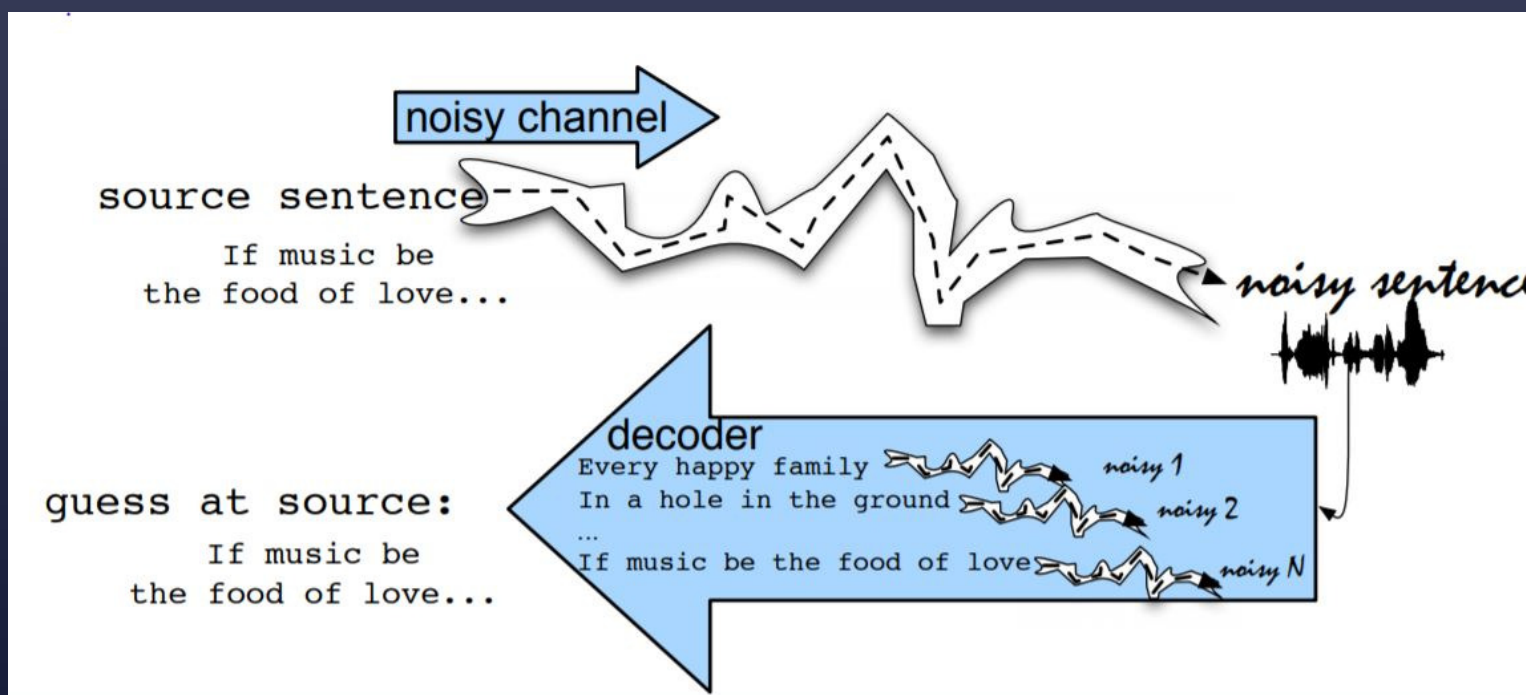 noisy channel
source sentence
If music be
the food of love...
noisy sentence
decoder
Every happy family noisy 1
In a hole in the ground noisy 2
...
If music be the food of love noisy N
guess at source:
If music be
the food of love...